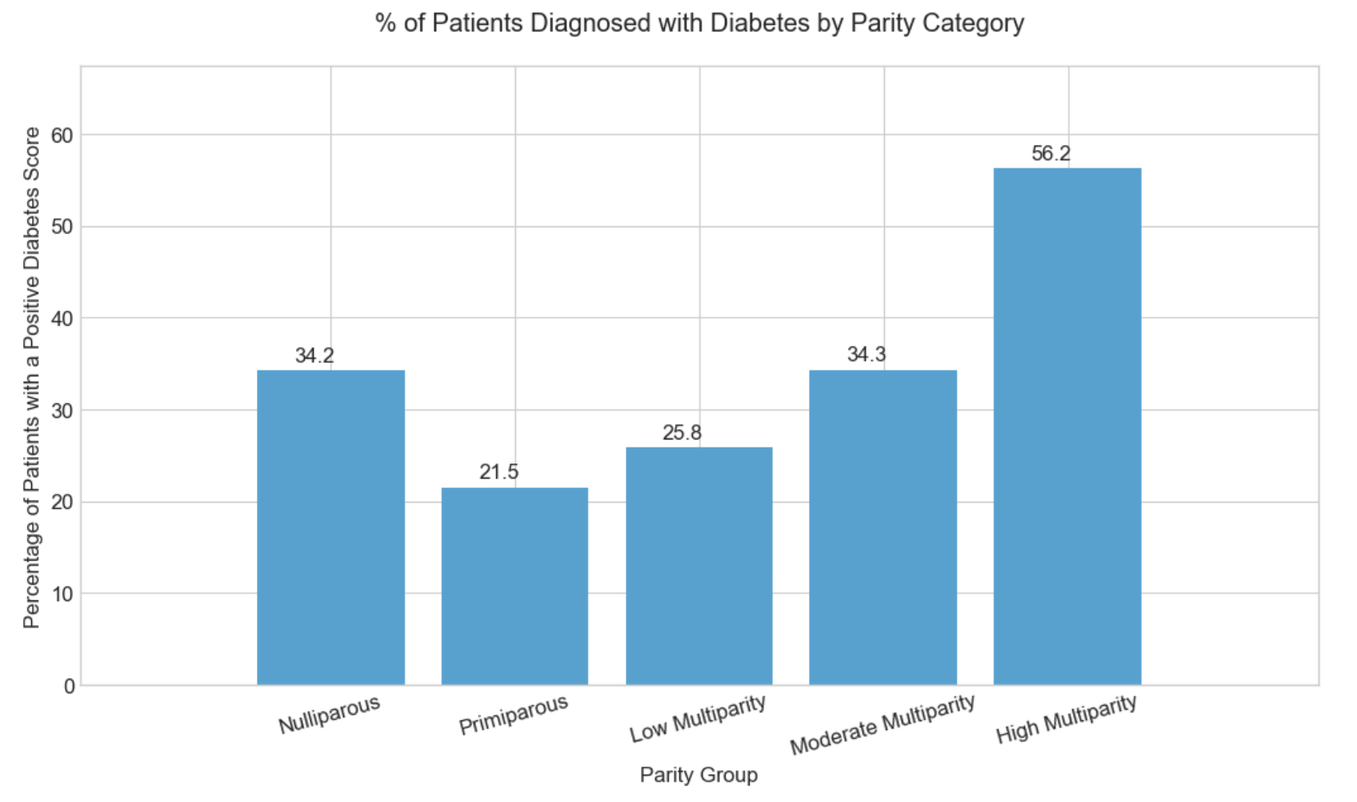 % of Patients Diagnosed with Diabetes by Parity Category
Percentage of Patients with a Positive Diabetes Score
60
50
40
30
20
10
0
34.2
21.5
25.8
34.3
56.2
Nulliparous
Primiparous
Low Multiparity
Moderate Multiparity
High Multiparity
Parity Group